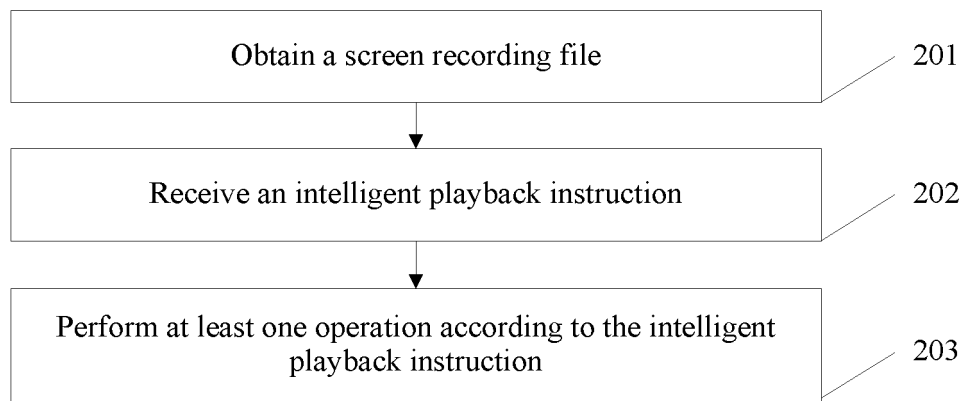 Obtain a screen recording file
201
Receive an intelligent playback instruction
202
Perform at least one operation according to the intelligent
playback instruction
203